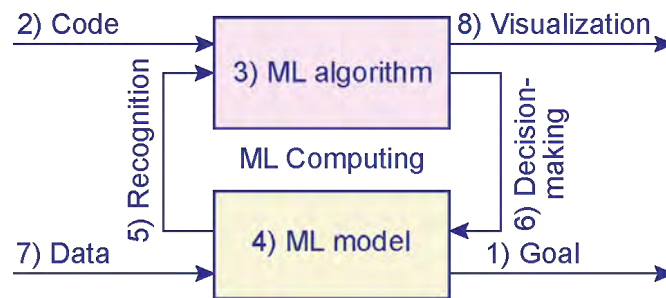 2) Code
8) Visualization
3) ML algorithm
5) Recognition
ML Computing
6) Decision-
making
4) ML model
7) Data
1) Goal